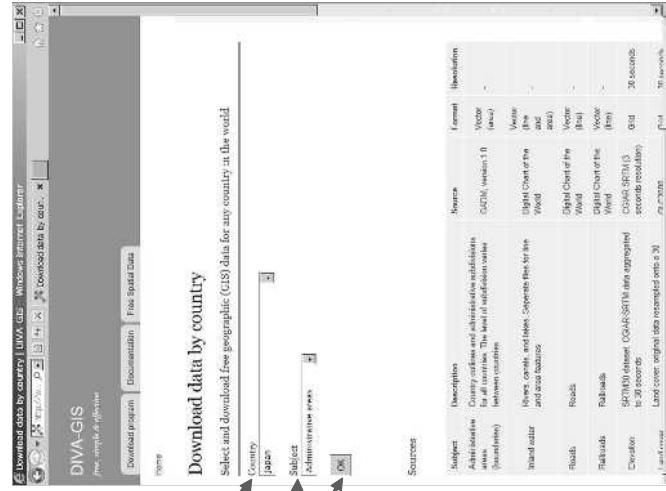 Download data by country | DIVA-GIS - Windows Internet Explorer
Download data by coun...
DIVA-GIS
free, simple & effective
Download program
Documentation
Free Spatial Data
Home
Download data by country
Select and download free geographic (GIS) data for any country in the world
Country
Japan
Subject
Administrative areas
OK
Sources
Subject Description Source Format Resolution
Administrative areas (boundaries)
Country outlines and administrative subdivisions
for all countries. The level of subdivision varies
between countries
GADM, version 1.0
Vector
(area)
-
Inland water
Rivers, canals, and lakes. Separate files for line
and area features
Digital Chart of the
World
Vector
(line
and
area)
-
Roads
Roads
Digital Chart of the
World
Vector
(line)
-
Railroads
Railroads
Digital Chart of the
World
Vector
(line)
-
Elevation
SRTM30 dataset. CGIAR-SRTM data aggregated
to 30 seconds
CGIAR SRTM (3
seconds resolution)
Grid
30 seconds
Land cover
Land cover, original data resampled onto a 30
GLC2000
Grid
30 seconds